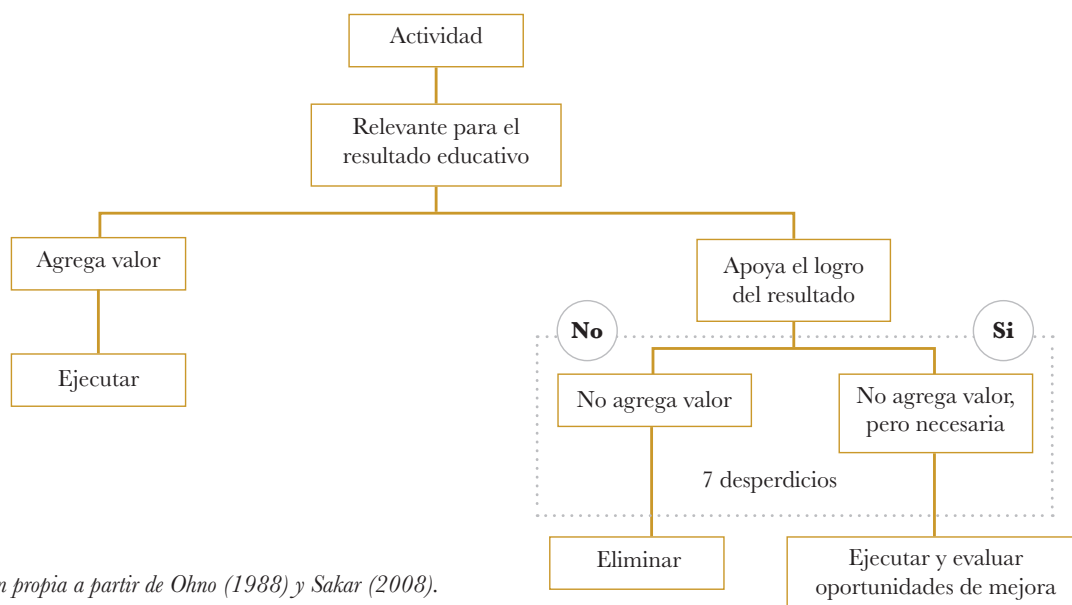 Actividad
Relevante para el
resultado educativo
Agrega valor
Apoya el logro
del resultado
No
Si
Ejecutar
No agrega valor
No agrega valor,
pero necesaria
7 desperdicios
Eliminar
Ejecutar y evaluar
oportunidades de mejora
propia a partir de Ohno (1988) y Sakar (2008).